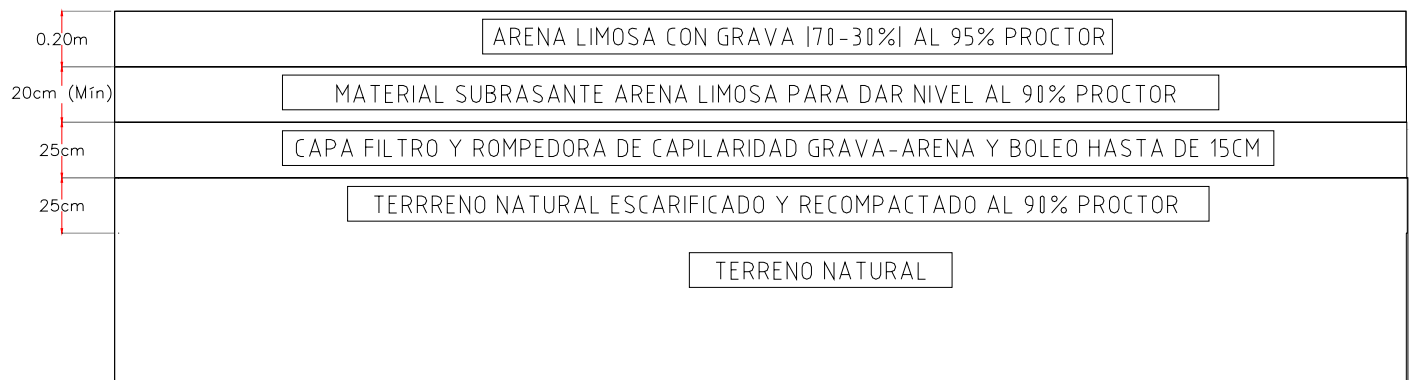 0.20m
ARENA LIMOSA CON GRAVA |70-30%| AL 95% PROCTOR
20cm (Mín)
MATERIAL SUBRASANTE ARENA LIMOSA PARA DAR NIVEL AL 90% PROCTOR
25cm
CAPA FILTRO Y ROMPEDORA DE CAPILARIDAD GRAVA-ARENA Y BOLEO HASTA DE 15CM
25cm
TERRRENO NATURAL ESCARIFICADO Y RECOMPACTADO AL 90% PROCTOR
TERRENO NATURAL